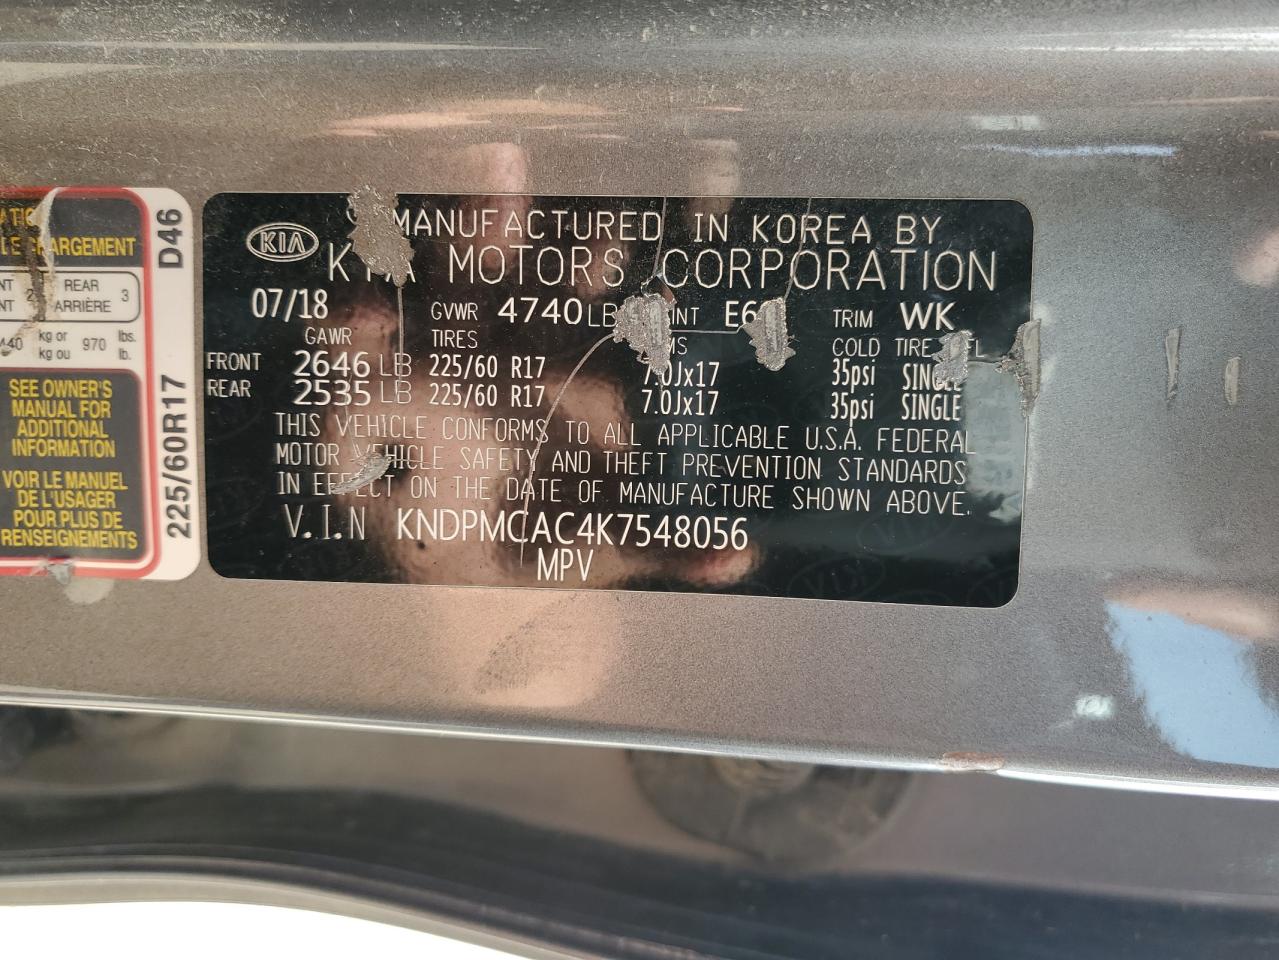 D46
LE CHARGEMENT
REAR 3
ARRIÈRE
kg or 970 lbs.
kg ou lb.
SEE OWNER'S
MANUAL FOR
ADDITIONAL
INFORMATION
VOIR LE MANUEL
DE L'USAGER
POUR PLUS DE
RENSEIGNEMENTS
225/60R17
KIA
MANUFACTURED IN KOREA BY
KIA MOTORS CORPORATION
07/18 GVWR 4740LB TRIM WK
GAWR TIRES COLD TIRE
FRONT 2646 LB 225/60 R17 7.0Jx17 35psi SINGLE
REAR 2535 LB 225/60 R17 7.0Jx17 35psi SINGLE
THIS VEHICLE CONFORMS TO ALL APPLICABLE U.S.A. FEDERAL
MOTOR VEHICLE SAFETY AND THEFT PREVENTION STANDARDS
IN EFFECT ON THE DATE OF MANUFACTURE SHOWN ABOVE.
V.I.N KNDPMCAC4K7548056
MPV